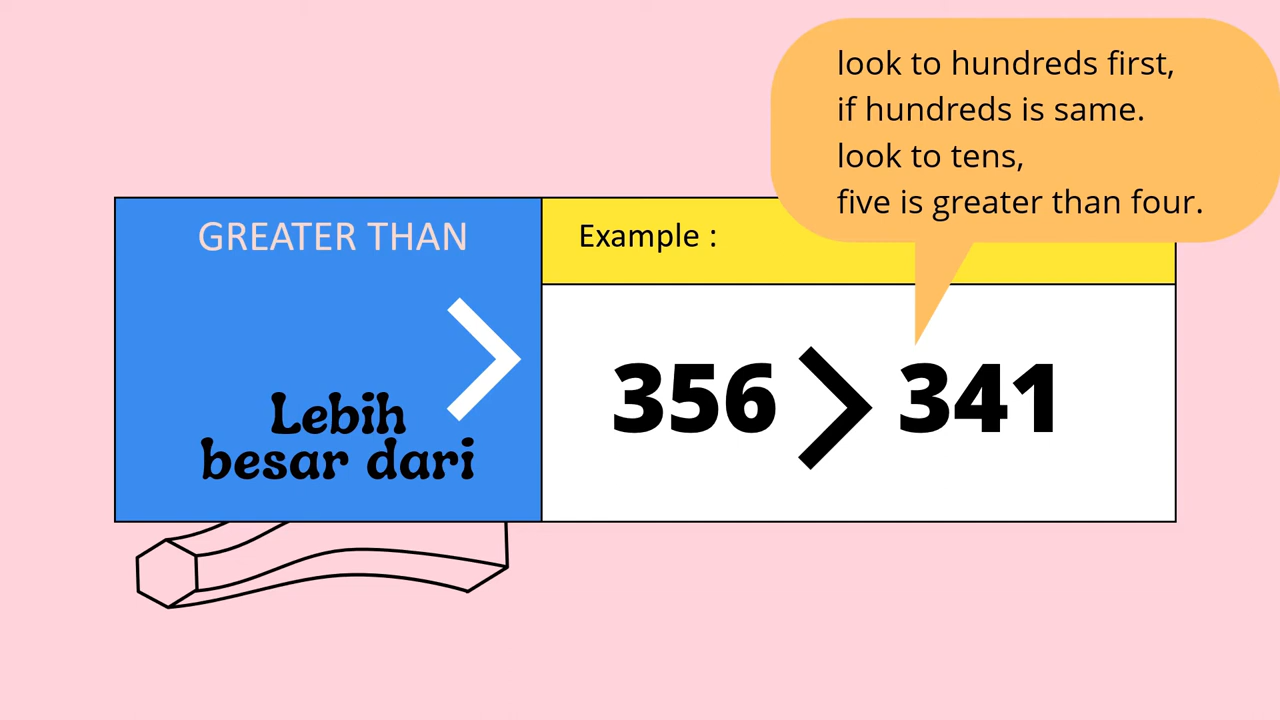 look to hundreds first,
if hundreds is same.
look to tens,
five is greater than four.
GREATER THAN
>
Lebih
besar dari
Example :
356 > 341